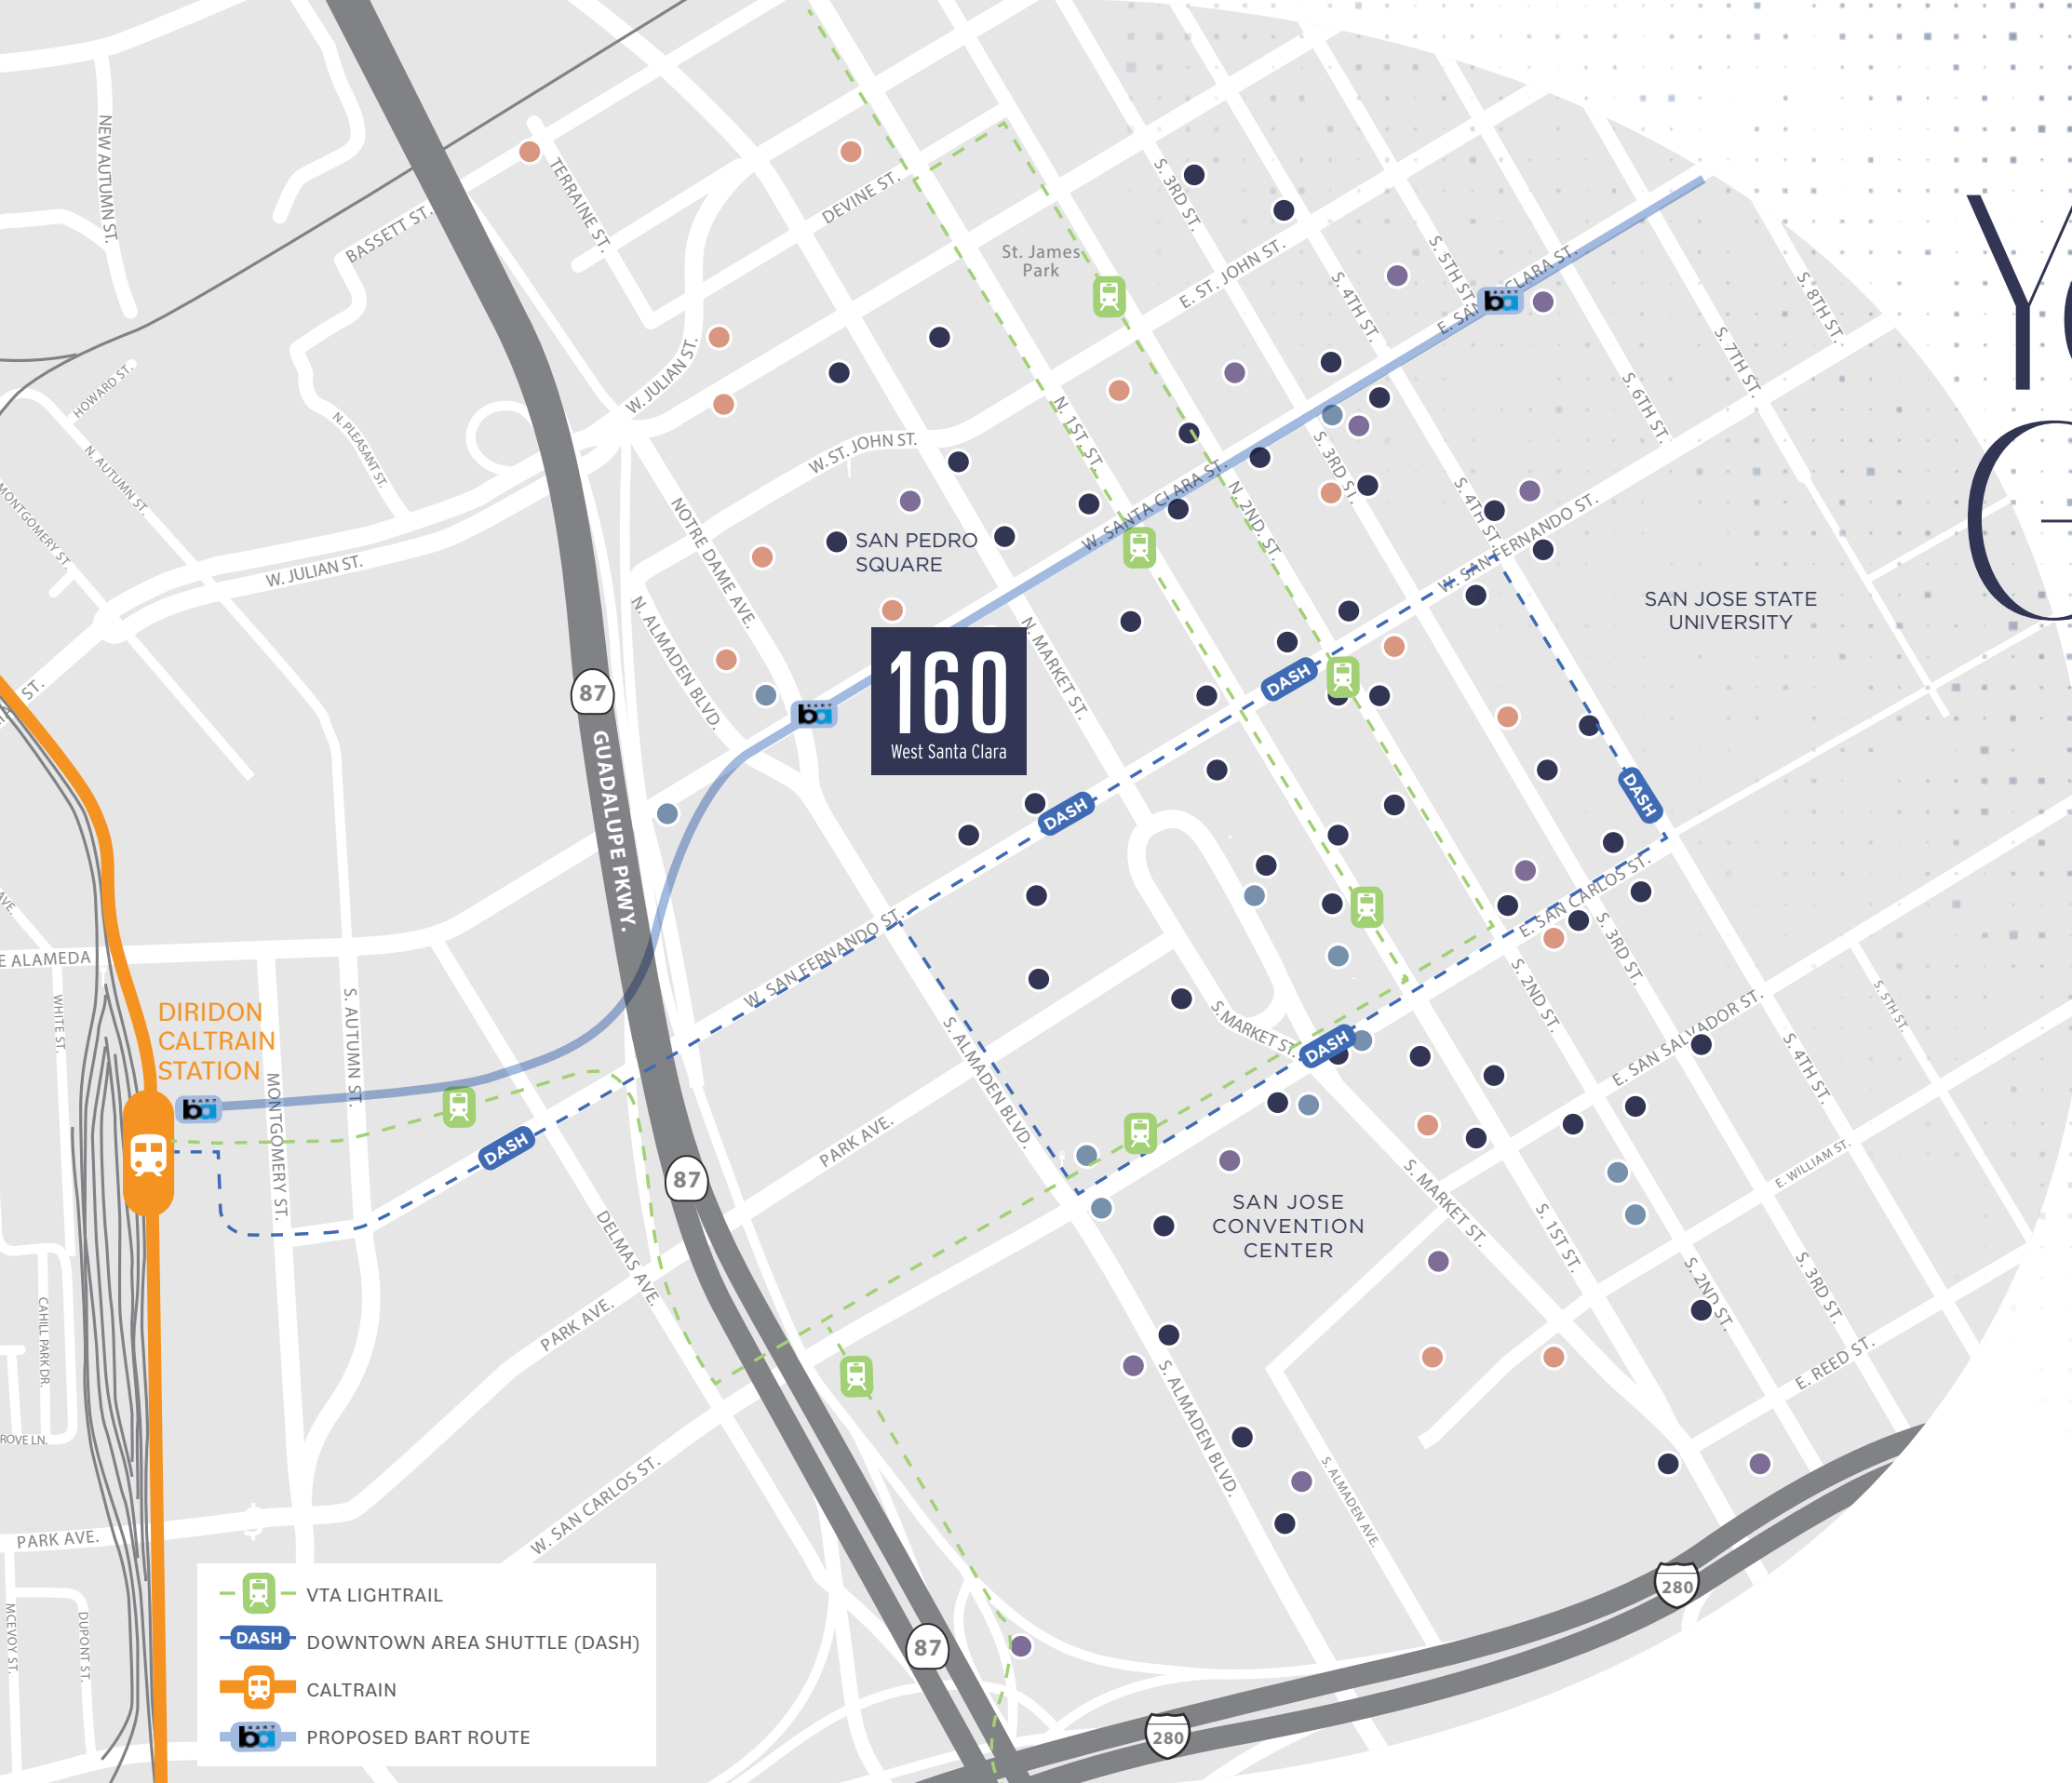 NEW AUTUMN ST.
BASSETT ST.
TERRAINE ST.
DEVINE ST.
St. James
Park
S. 3RD ST.
E. ST. JOHN ST.
S. 4TH ST.
S. 5TH ST.
CLARA ST.
S. 7TH ST.
S. 8TH ST.
S. 6TH ST.
HOWARD ST.
N. PLEASANT ST.
N. AUTUMN ST.
MONTGOMERY ST.
W. JULIAN ST.
W. JULIAN ST.
W. ST. JOHN ST.
N. 1ST ST.
W. SANTA CLARA ST.
N. 2ND ST.
S. 3RD ST.
S. 4TH ST.
W. SAN FERNANDO ST.
NOTRE DAME AVE.
N. ALMADEN BLVD.
SAN PEDRO
SQUARE
N. MARKET ST.
SAN JOSE STATE
UNIVERSITY
160
West Santa Clara
87
GUADALUPE PKWY.
ST.
DASH
DASH
DASH
W. SAN FERNANDO ST.
E. SAN CARLOS ST.
S. 3RD ST.
S. 2ND ST.
S. 5TH ST.
E ALAMEDA
AVE.
WHITE ST.
S. AUTUMN ST.
DIRIDON
CALTRAIN
STATION
MONTGOMERY ST.
S. ALMADEN BLVD.
S. MARKET ST.
DASH
E. SAN SALVADOR ST.
S. 4TH ST.
DASH
PARK AVE.
87
DELMAS AVE.
SAN JOSE
CONVENTION
CENTER
S. MARKET ST.
E. WILLIAM ST.
S. 1ST ST.
S. 2ND ST.
S. 3RD ST.
PARK AVE.
CAHILL PARK DR.
E. REED ST.
S. ALMADEN BLVD.
S. ALMADEN AVE.
ROVE LN.
W. SAN CARLOS ST.
PARK AVE.
MCEVOY ST.
DUPONT ST.
280
87
280
VTA LIGHTRAIL
DASH
DOWNTOWN AREA SHUTTLE (DASH)
CALTRAIN
PROPOSED BART ROUTE